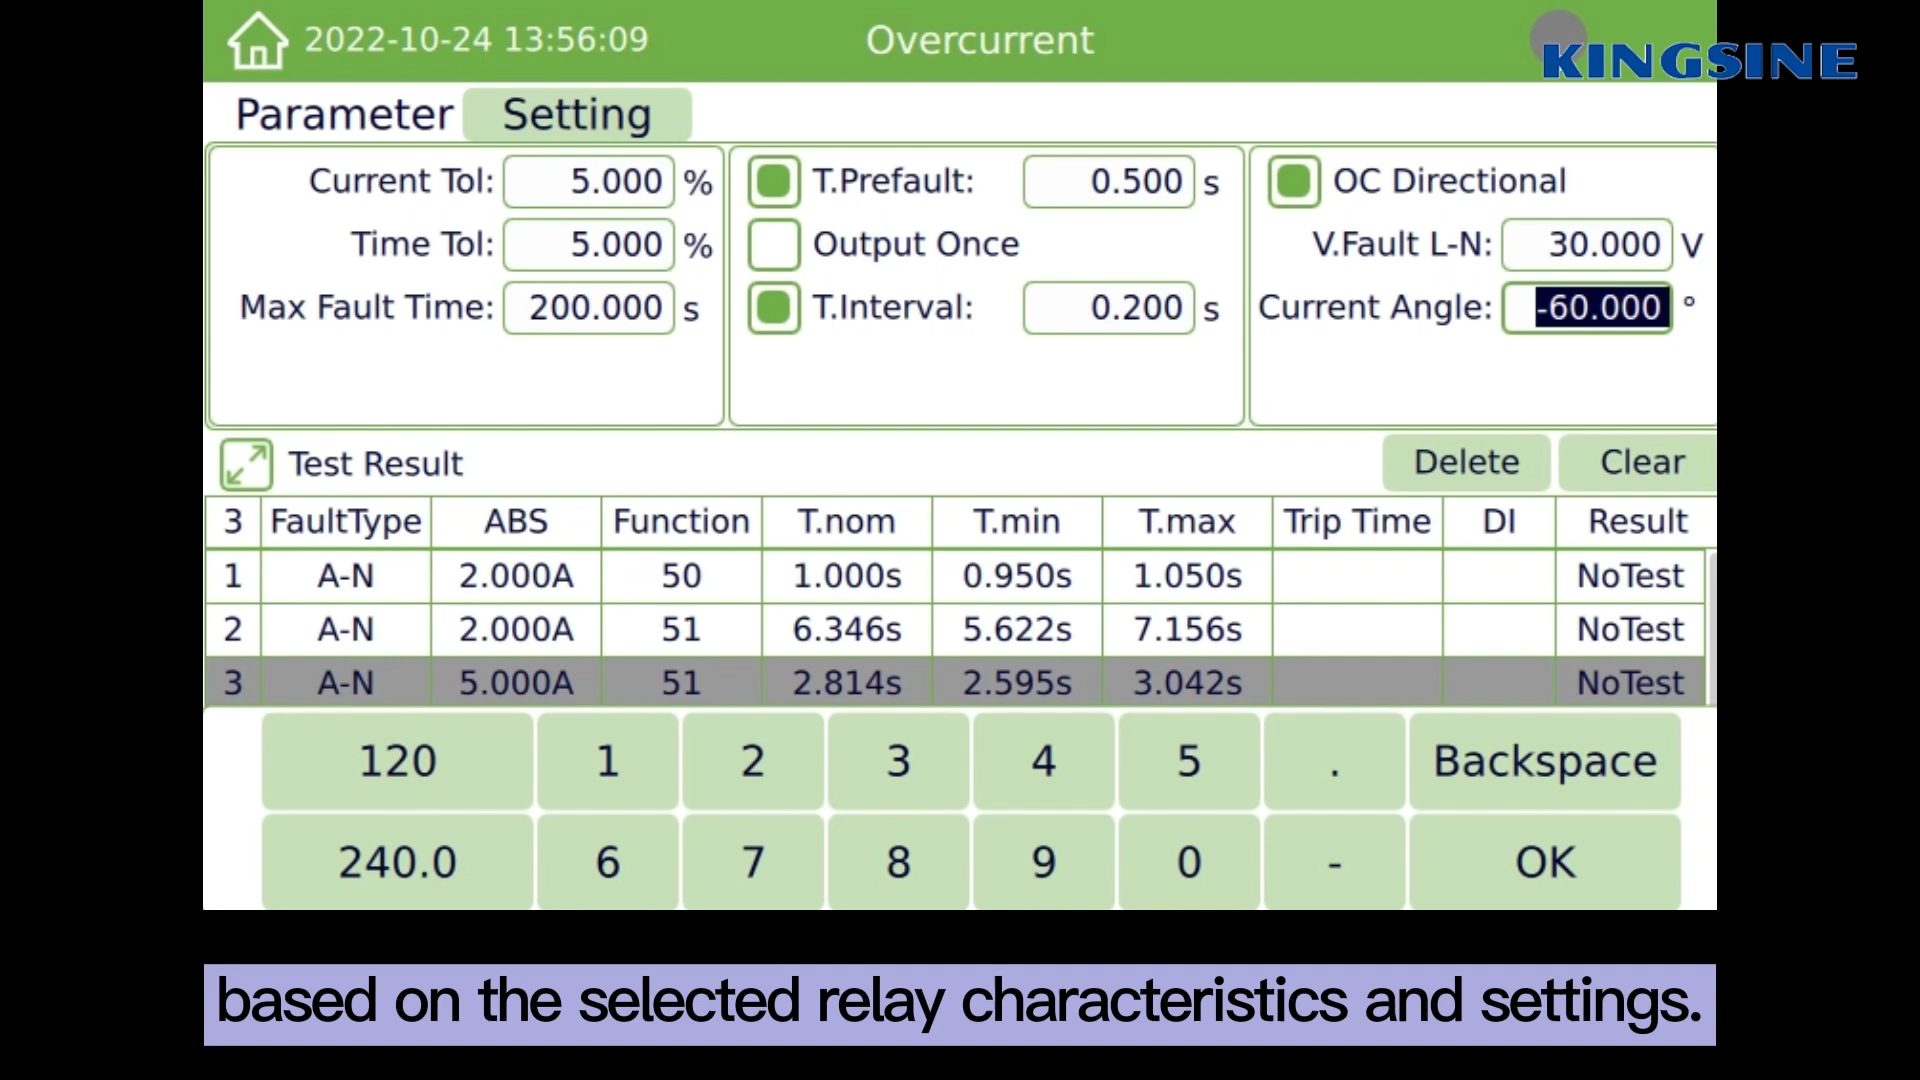 2022-10-24 13:56:09 Overcurrent
KINGSINE
Parameter Setting
Current Tol: 5.000 % T.Prefault: 0.500 s OC Directional
Time Tol: 5.000 % Output Once V.Fault L-N: 30.000 V
Max Fault Time: 200.000 s T.Interval: 0.200 s Current Angle: -60.000 °
Test Result Delete Clear
3 FaultType ABS Function T.nom T.min T.max Trip Time DI Result
1 A-N 2.000A 50 1.000s 0.950s 1.050s NoTest
2 A-N 2.000A 51 6.346s 5.622s 7.156s NoTest
3 A-N 5.000A 51 2.814s 2.595s 3.042s NoTest
120 1 2 3 4 5 . Backspace
240.0 6 7 8 9 0 - OK
based on the selected relay characteristics and settings.